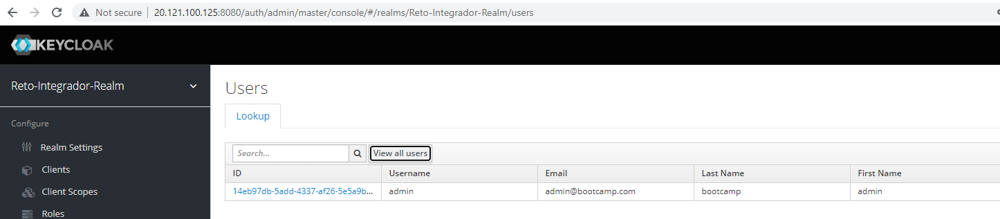 Not secure | 20.121.100.125:8080/auth/admin/master/console/#/realms/Reto-Integrador-Realm/users
KEYCLOAK
Reto-Integrador-Realm
Configure
Realm Settings
Clients
Client Scopes
Roles
Users
Lookup
Search... View all users
ID Username Email Last Name First Name
14eb97db-5add-4337-af26-5e5a9b... admin admin@bootcamp.com bootcamp admin